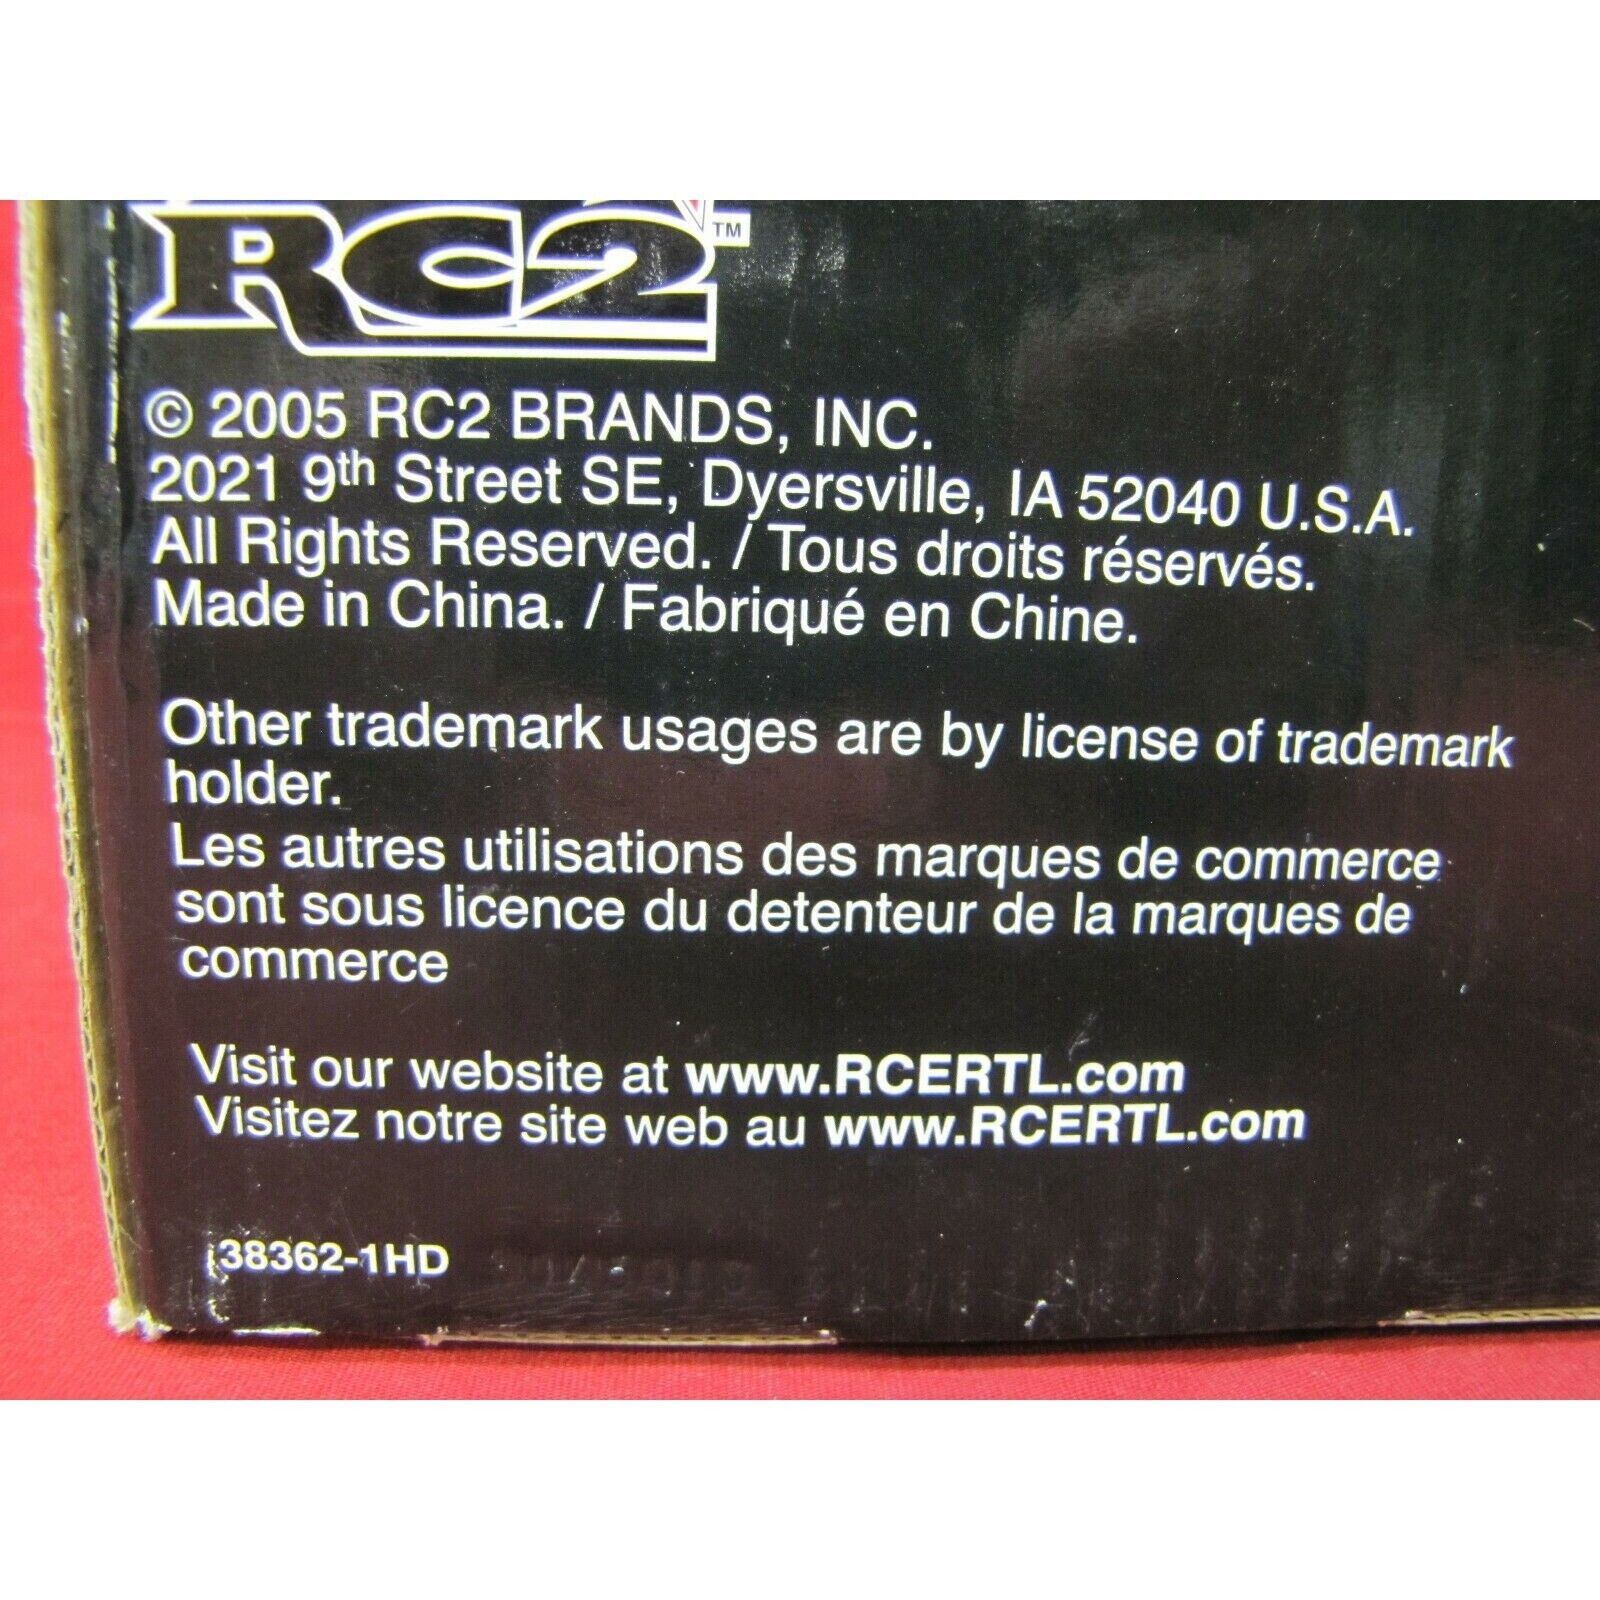 RC2™
© 2005 RC2 BRANDS, INC.
2021 9th Street SE, Dyersville, IA 52040 U.S.A.
All Rights Reserved. / Tous droits réservés.
Made in China. / Fabriqué en Chine.
Other trademark usages are by license of trademark
holder.
Les autres utilisations des marques de commerce
sont sous licence du detenteur de la marques de
commerce
Visit our website at www.RCERTL.com
Visitez notre site web au www.RCERTL.com
38362-1HD